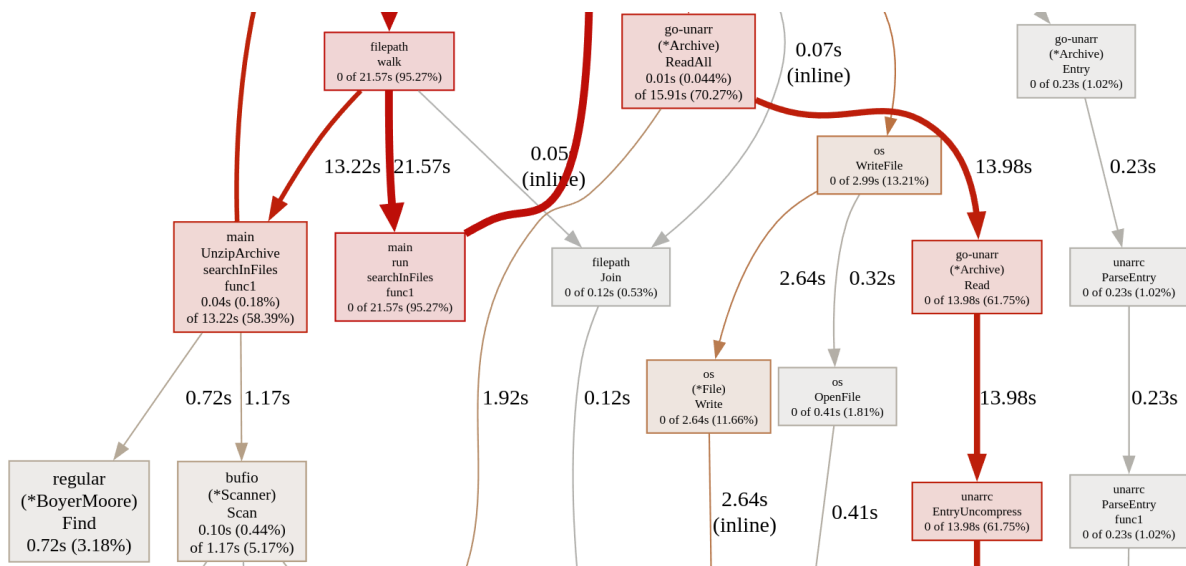 filepath
walk
0 of 21.57s (95.27%)
go-unarr
(*Archive)
ReadAll
0.01s (0.044%)
of 15.91s (70.27%)
0.07s
(inline)
go-unarr
(*Archive)
Entry
0 of 0.23s (1.02%)
13.22s
21.57s
0.05s
(inline)
os
WriteFile
0 of 2.99s (13.21%)
13.98s
0.23s
main
UnzipArchive
searchInFiles
func1
0.04s (0.18%)
of 13.22s (58.39%)
main
run
searchInFiles
func1
0 of 21.57s (95.27%)
filepath
Join
0 of 0.12s (0.53%)
2.64s
0.32s
go-unarr
(*Archive)
Read
0 of 13.98s (61.75%)
unarrc
ParseEntry
0 of 0.23s (1.02%)
0.72s
1.17s
1.92s
0.12s
os
(*File)
Write
0 of 2.64s (11.66%)
os
OpenFile
0 of 0.41s (1.81%)
13.98s
0.23s
regular
(*BoyerMoore)
Find
0.72s (3.18%)
bufio
(*Scanner)
Scan
0.10s (0.44%)
of 1.17s (5.17%)
2.64s
(inline)
0.41s
unarrc
EntryUncompress
0 of 13.98s (61.75%)
unarrc
ParseEntry
func1
0 of 0.23s (1.02%)